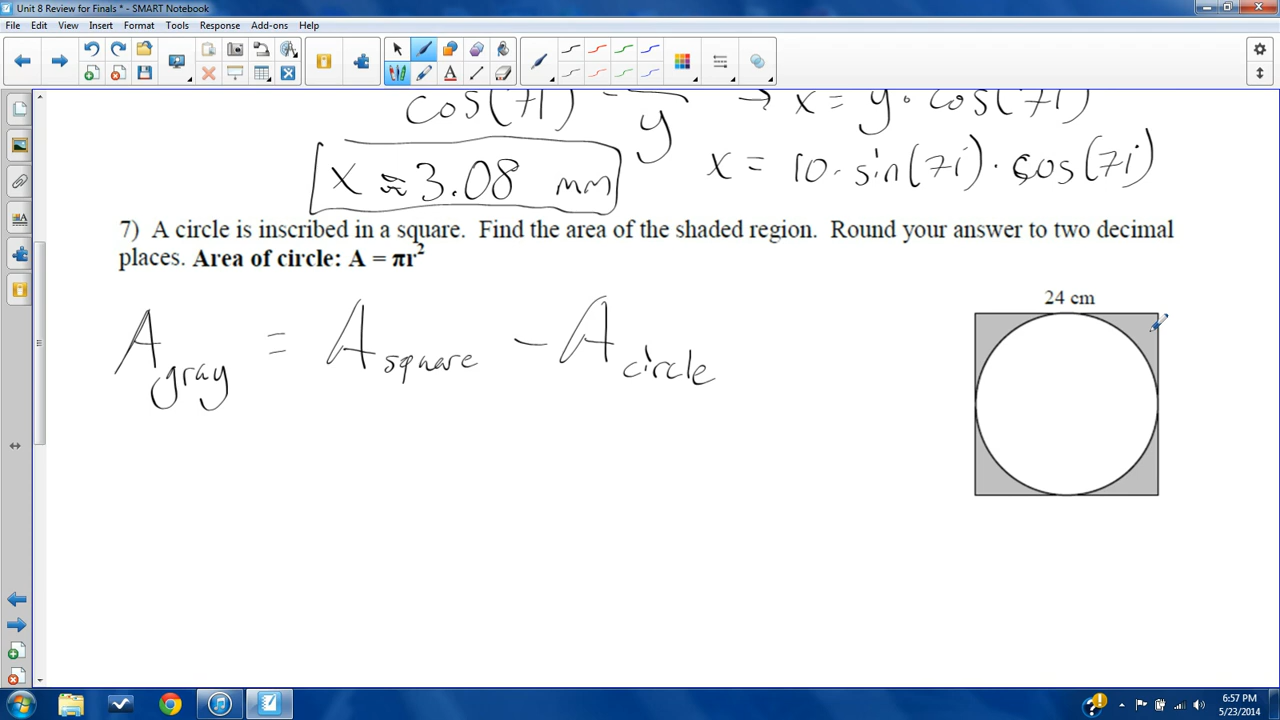 Unit 8 Review for Finals * - SMART Notebook
File Edit View Insert Format Tools Response Add-ons Help
cos(71) = y → x = y · cos(71)
x ≈ 3.08 mm
x = 10 · sin(71) · cos(71)
7) A circle is inscribed in a square. Find the area of the shaded region. Round your answer to two decimal
places. Area of circle: A = πr²
24 cm
A gray = A square - A circle
6:57 PM
5/23/2014